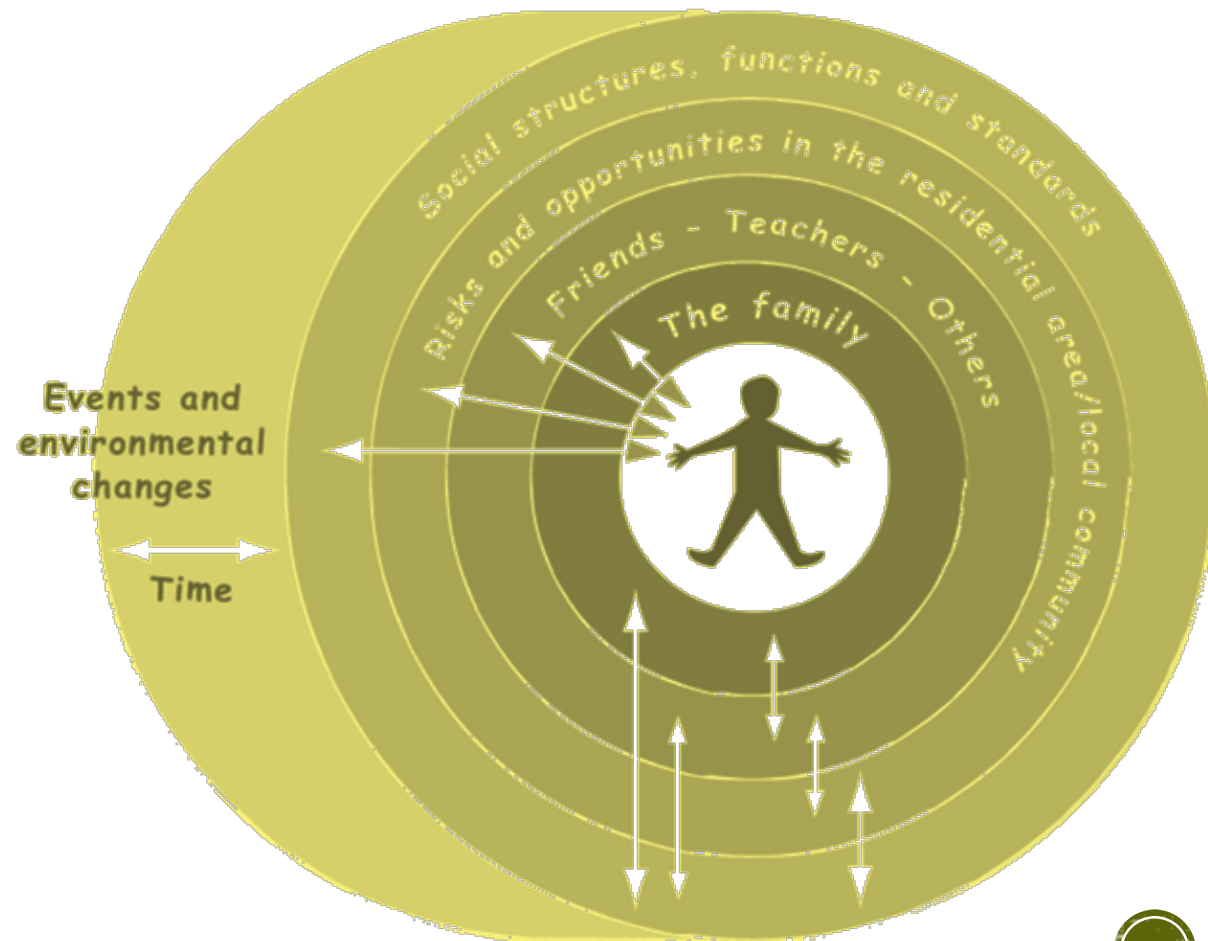 Social structures, functions and standards
Risks and opportunities in the residential area/local community
Friends - Teachers - Others
The family
Events and
environmental
changes
Time